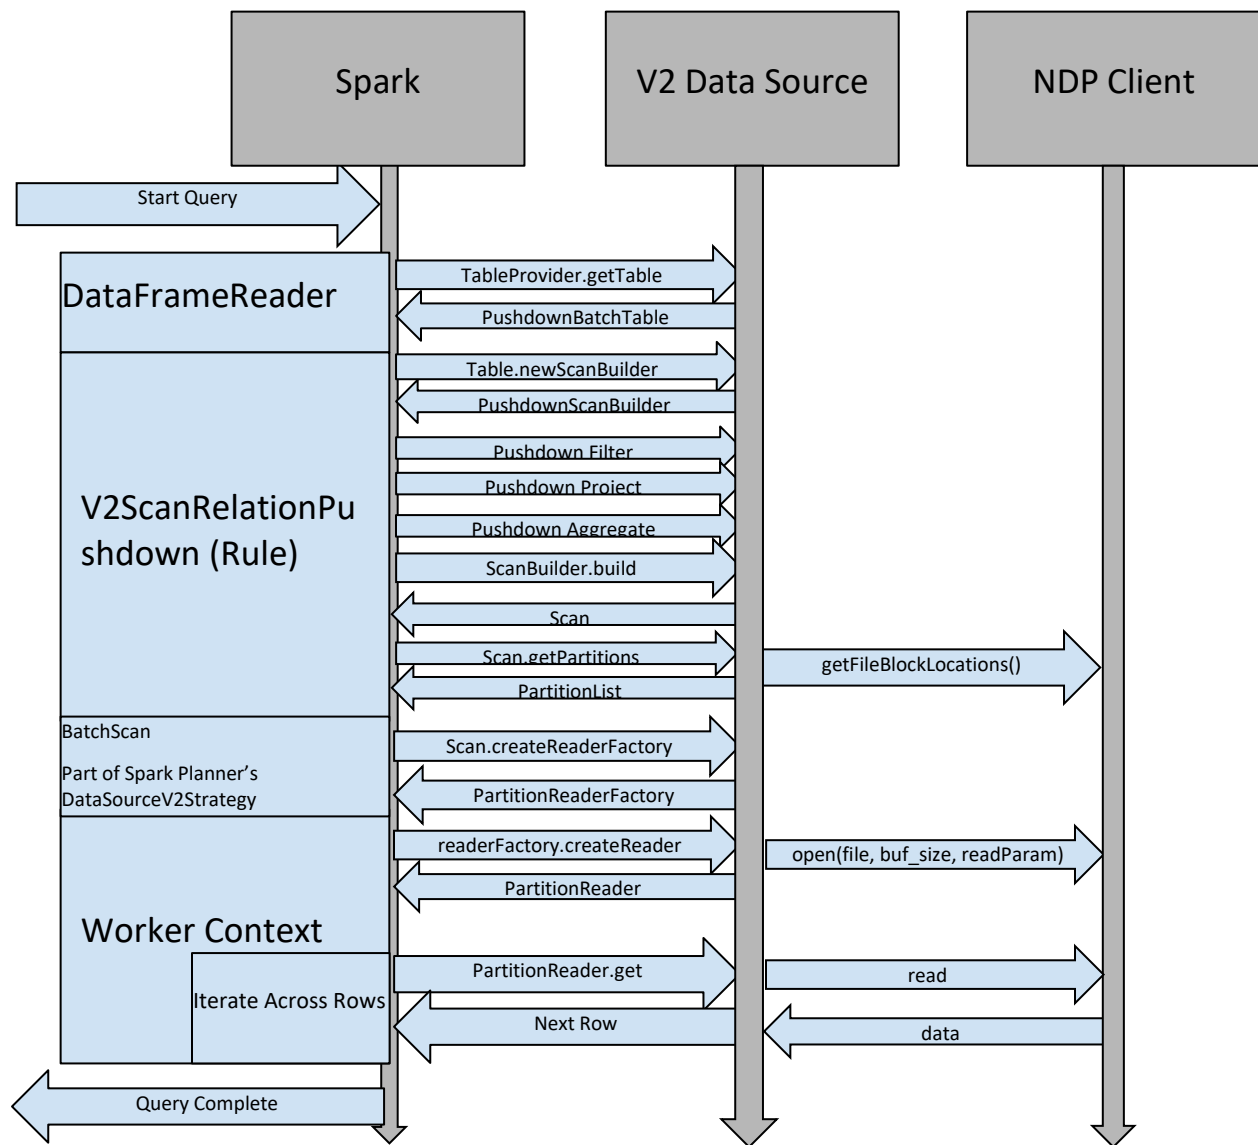 Spark
V2 Data Source
NDP Client
Start Query
DataFrameReader
TableProvider.getTable
PushdownBatchTable
V2ScanRelationPu
shdown (Rule)
Table.newScanBuilder
PushdownScanBuilder
Pushdown Filter
Pushdown Project
Pushdown Aggregate
ScanBuilder.build
Scan
Scan.getPartitions
getFileBlockLocations()
PartitionList
BatchScan
Part of Spark Planner’s
DataSourceV2Strategy
Scan.createReaderFactory
PartitionReaderFactory
Worker Context
readerFactory.createReader
open(file, buf_size, readParam)
PartitionReader
Iterate Across Rows
PartitionReader.get
read
Next Row
data
Query Complete